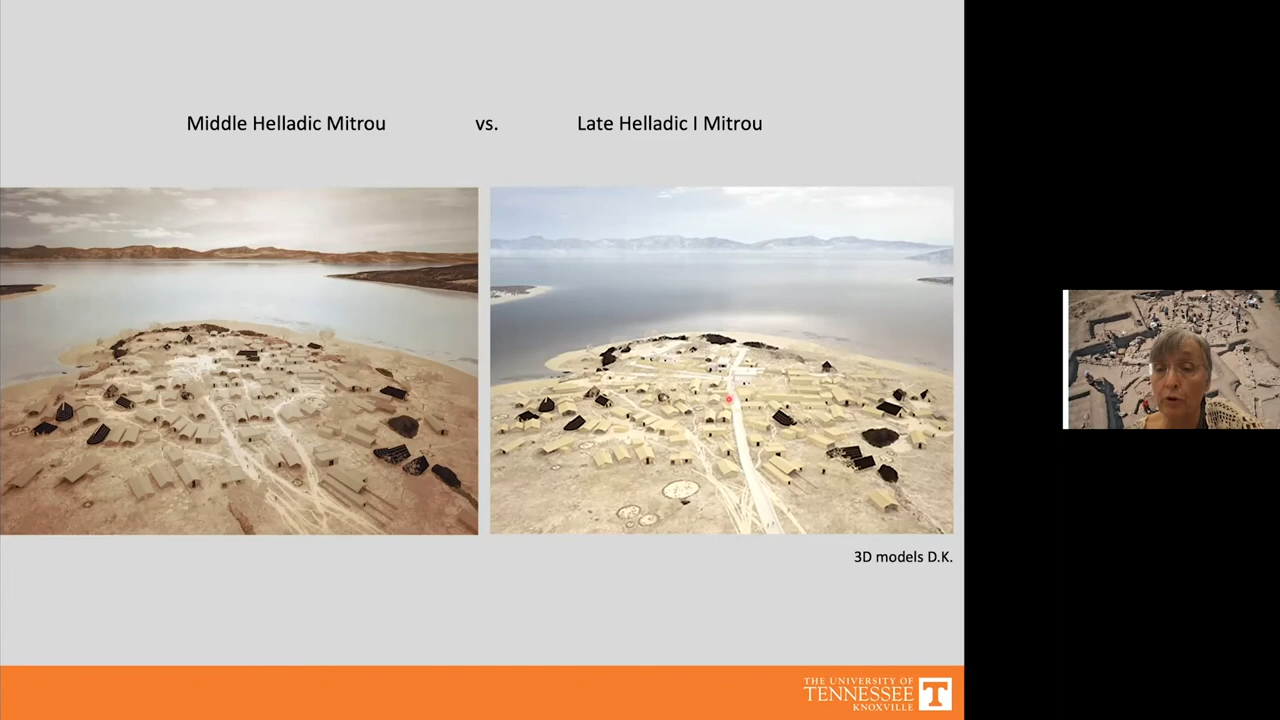 Middle Helladic Mitrou vs. Late Helladic I Mitrou
3D models D.K.
THE UNIVERSITY OF
TENNESSEE
KNOXVILLE
T